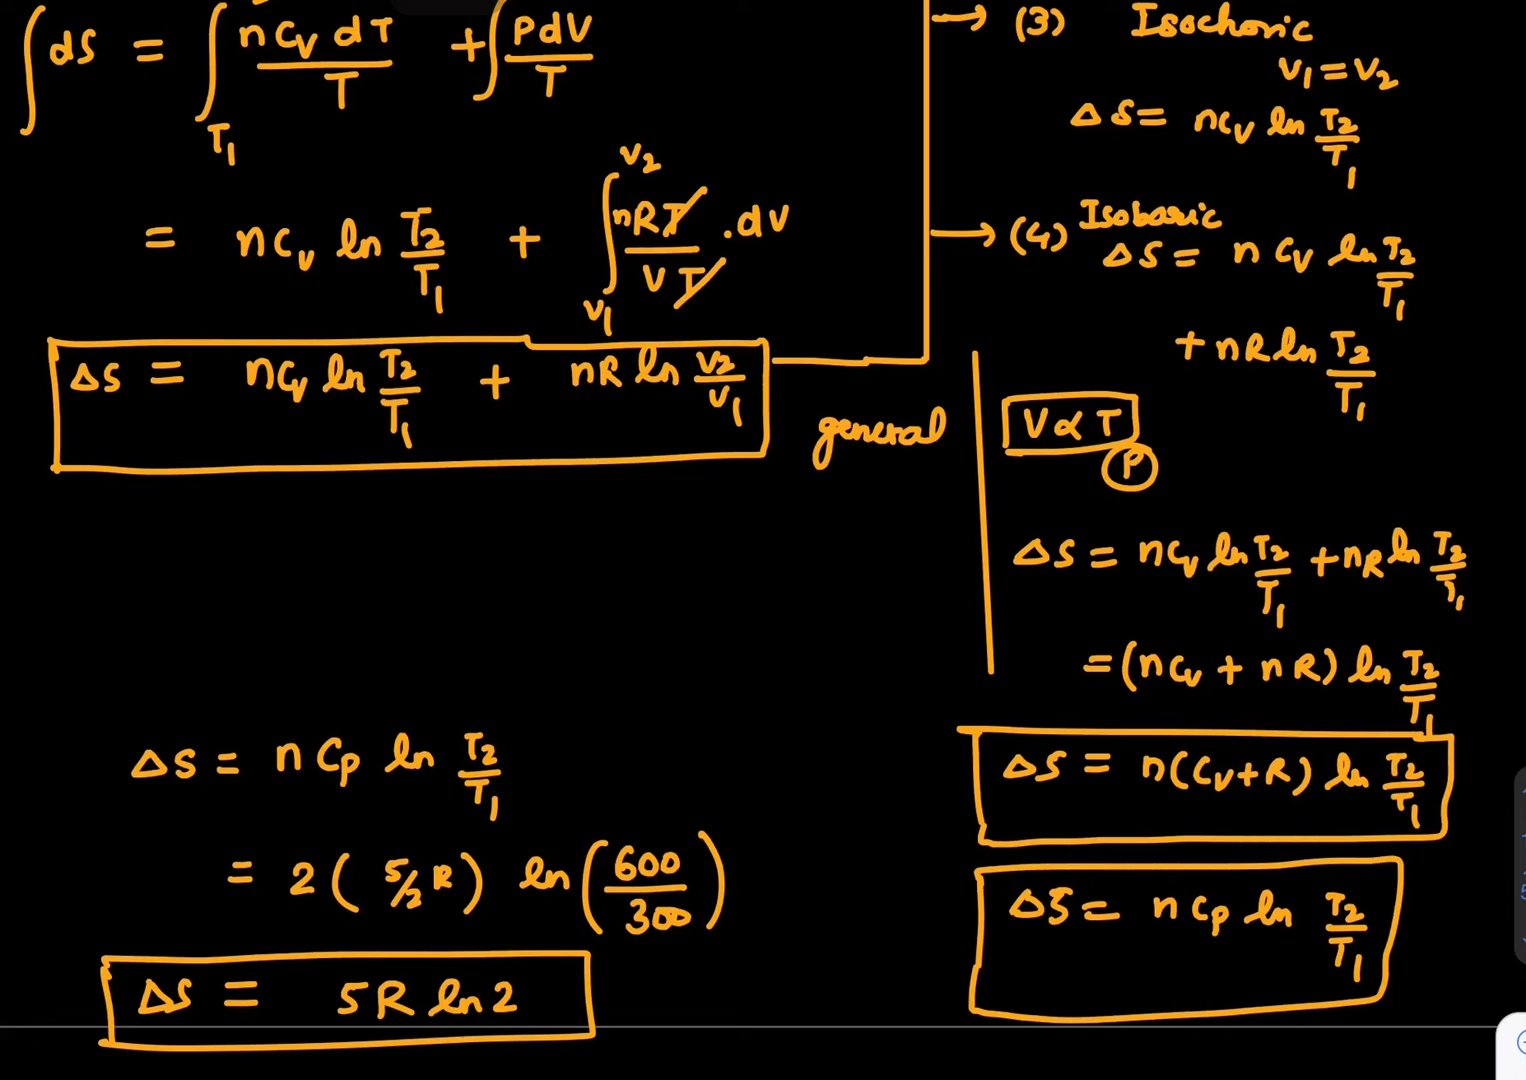 ∫dS = ∫ nCv dT / T + ∫ PdV / T
T1
V2
= nCv ln T2/T1 + ∫ nRT / VT . dV
V1
ΔS = nCv ln T2/T1 + nR ln V2/V1
general
→ (3) Isochoric
V1 = V2
ΔS = nCv ln T2/T1
→ (4) Isobaric
ΔS = n Cv ln T2/T1
+ nR ln T2/T1
V ∝ T
P
ΔS = nCv ln T2/T1 + nR ln T2/T1
= (nCv + nR) ln T2/T1
ΔS = n(Cv+R) ln T2/T1
ΔS = n Cp ln T2/T1
ΔS = n Cp ln T2/T1
= 2 ( 5/2 R ) ln ( 600 / 300 )
ΔS = 5R ln 2